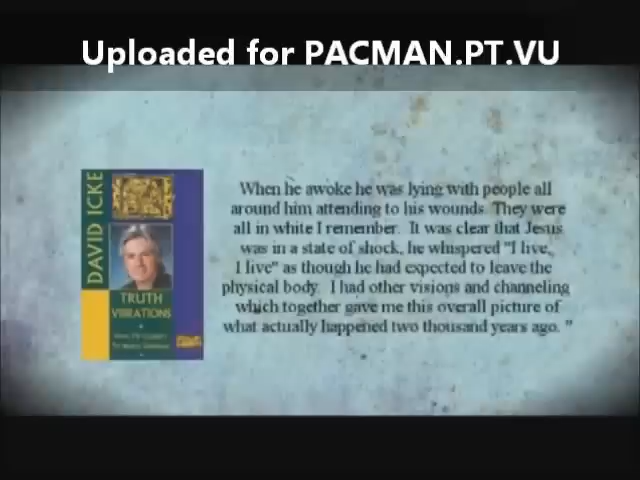 Uploaded for PACMAN.PT.VU
DAVID ICKE
TRUTH
VIBRATIONS
When he awoke he was lying with people all
around him attending to his wounds. They were
all in white I remember. It was clear that Jesus
was in a state of shock, he whispered "I live,
I live" as though he had expected to leave the
physical body. I had other visions and channeling
which together gave me this overall picture of
what actually happened two thousand years ago. "